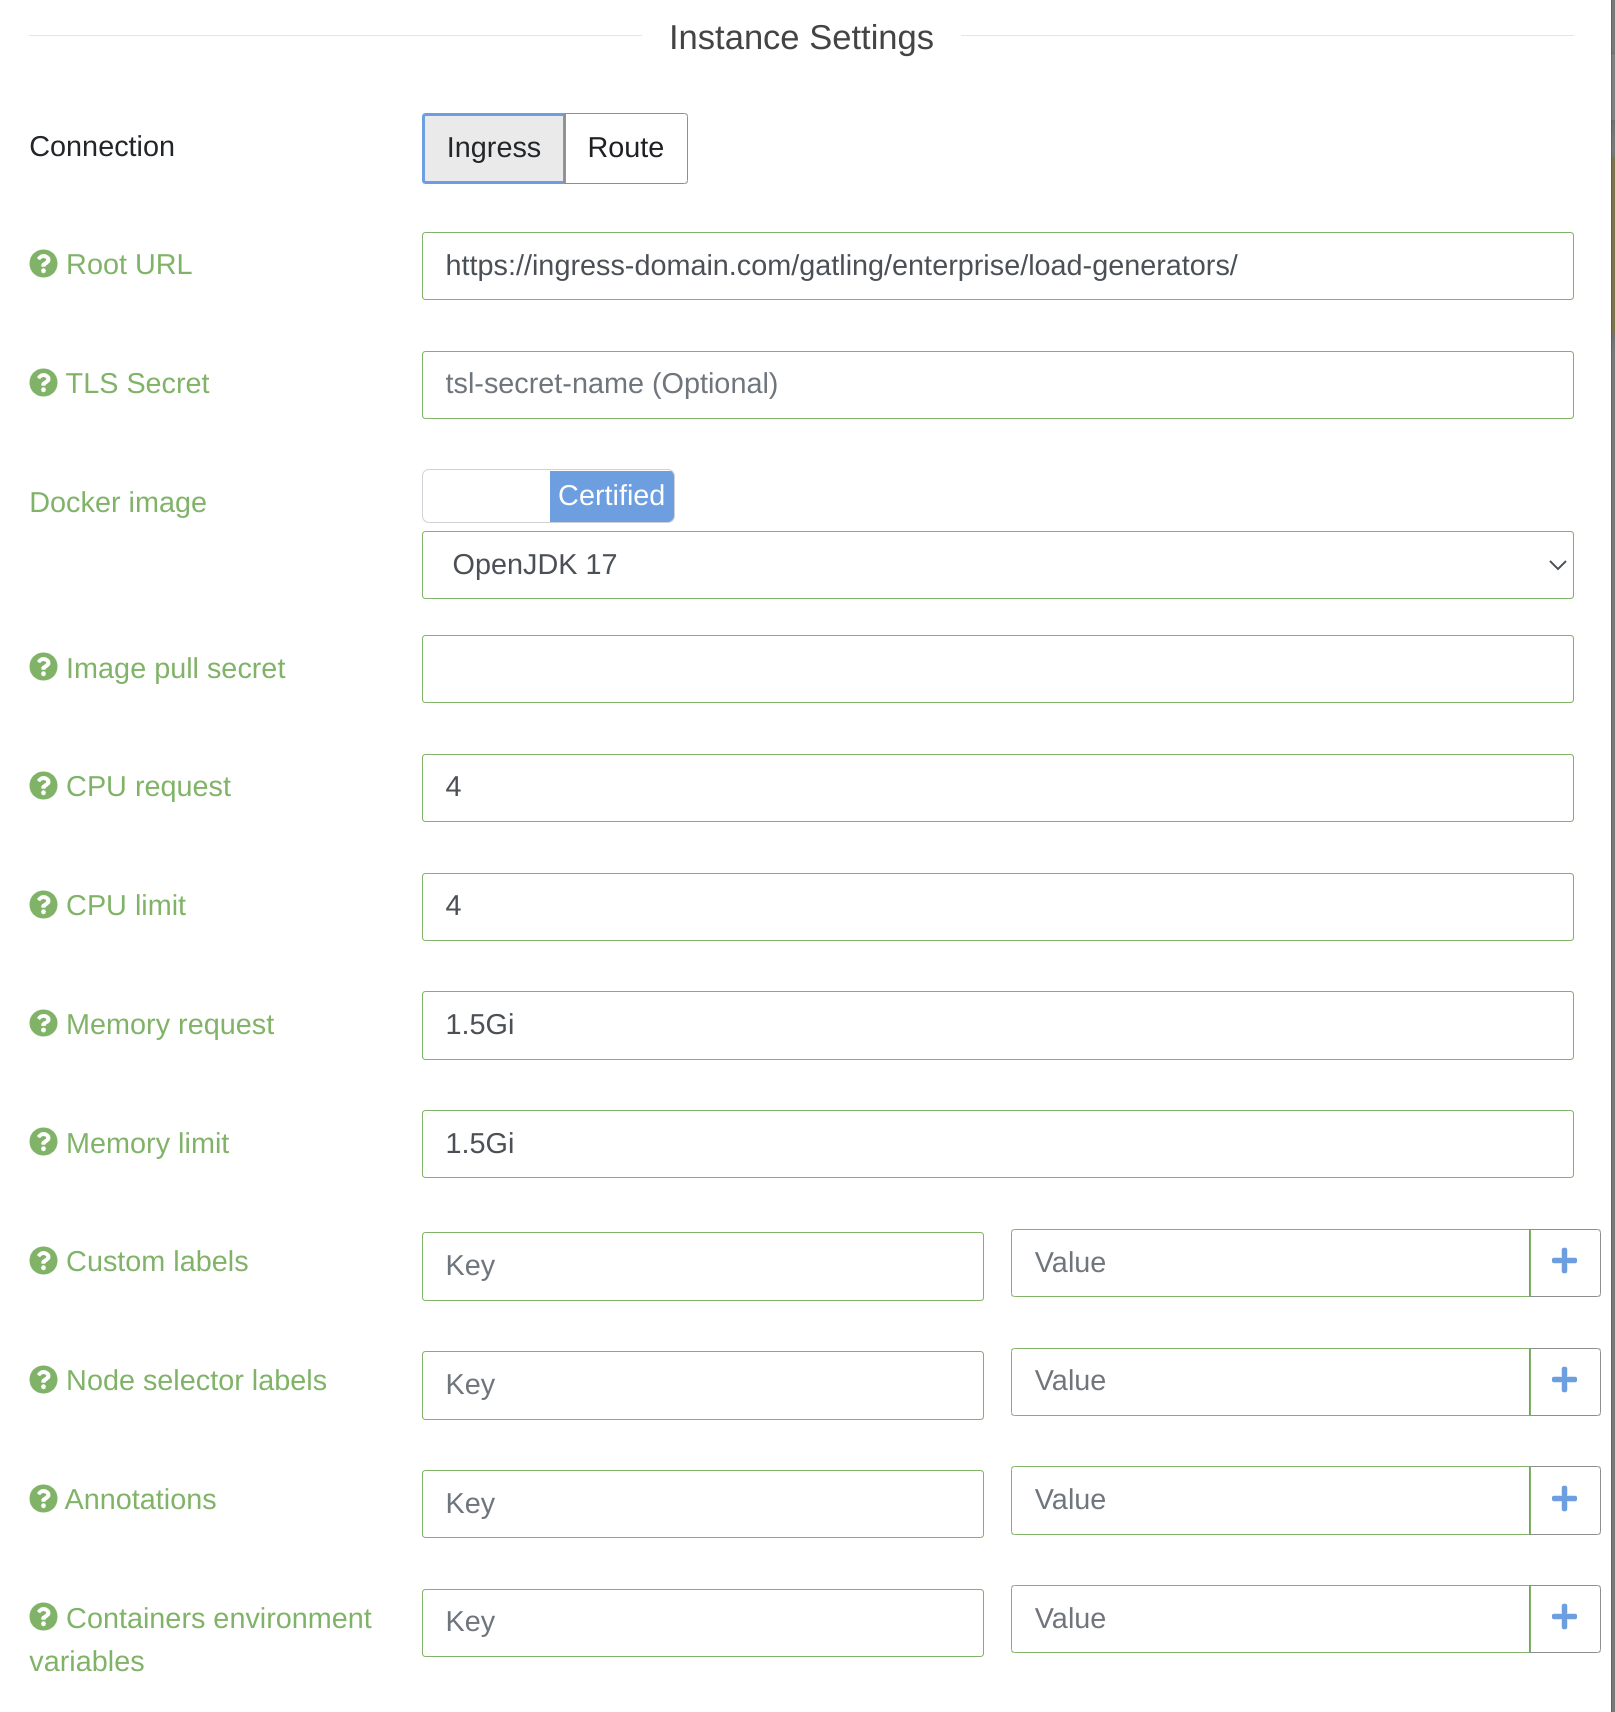 Instance Settings
Connection
Ingress Route
Root URL
https://ingress-domain.com/gatling/enterprise/load-generators/
TLS Secret
tsl-secret-name (Optional)
Docker image
Certified
OpenJDK 17
Image pull secret
CPU request
4
CPU limit
4
Memory request
1.5Gi
Memory limit
1.5Gi
Custom labels
Key
Value
Node selector labels
Key
Value
Annotations
Key
Value
Containers environment
variables
Key
Value